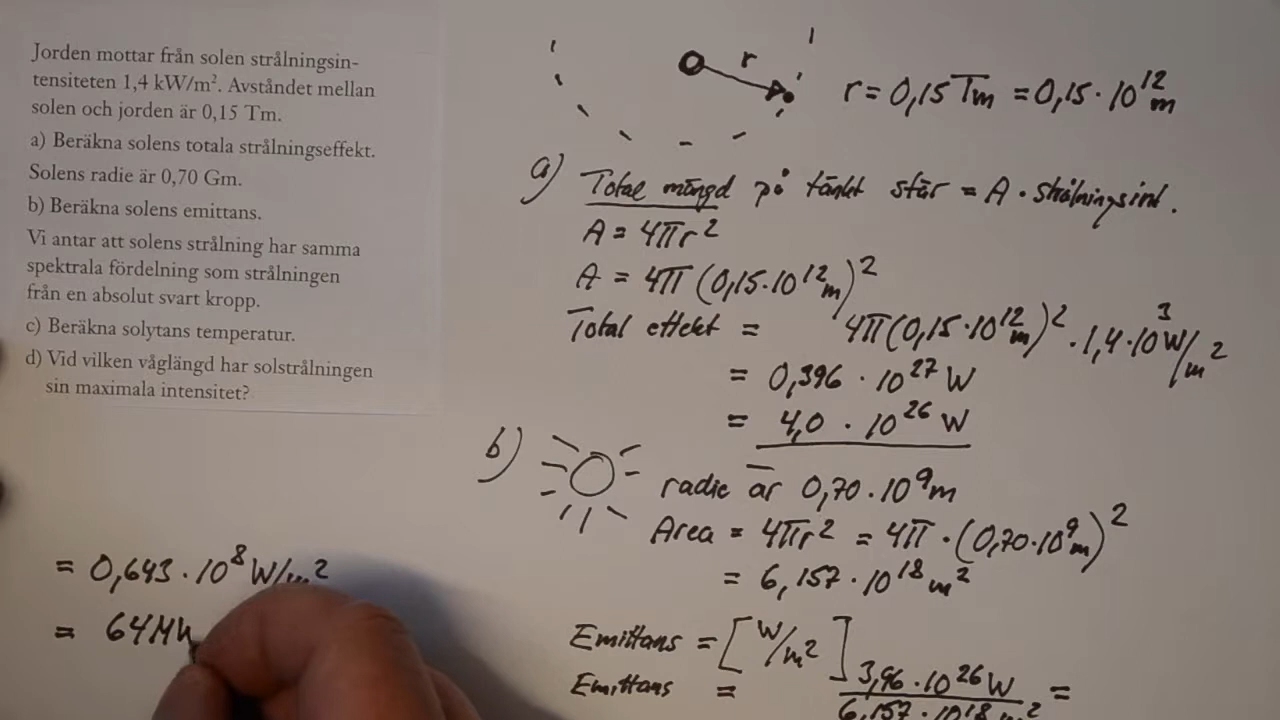 Jorden mottar från solen strålningsin-
tensiteten 1,4 kW/m². Avståndet mellan
solen och jorden är 0,15 Tm.
a) Beräkna solens totala strålningseffekt.
Solens radie är 0,70 Gm.
b) Beräkna solens emittans.
Vi antar att solens strålning har samma
spektrala fördelning som strålningen
från en absolut svart kropp.
c) Beräkna solytans temperatur.
d) Vid vilken våglängd har solstrålningen
sin maximala intensitet?
r
r = 0,15 Tm = 0,15 · 10¹² m
a) Total mängd på tänkt sfär = A · strålningsint.
A = 4πr²
A = 4π (0,15·10¹² m)²
Total effekt = 4π(0,15·10¹² m)² · 1,4·10³ W/m²
= 0,396 · 10²⁷ W
= 4,0 · 10²⁶ W
b) radie är 0,70·10⁹ m
Area = 4πr² = 4π · (0,70·10⁹ m)²
= 6,157 · 10¹⁸ m²
Emittans = [W/m²]
Emittans = 3,96·10²⁶ W / 6,157·10¹⁸ m² =
= 0,643 · 10⁸ W/m²
= 64 M